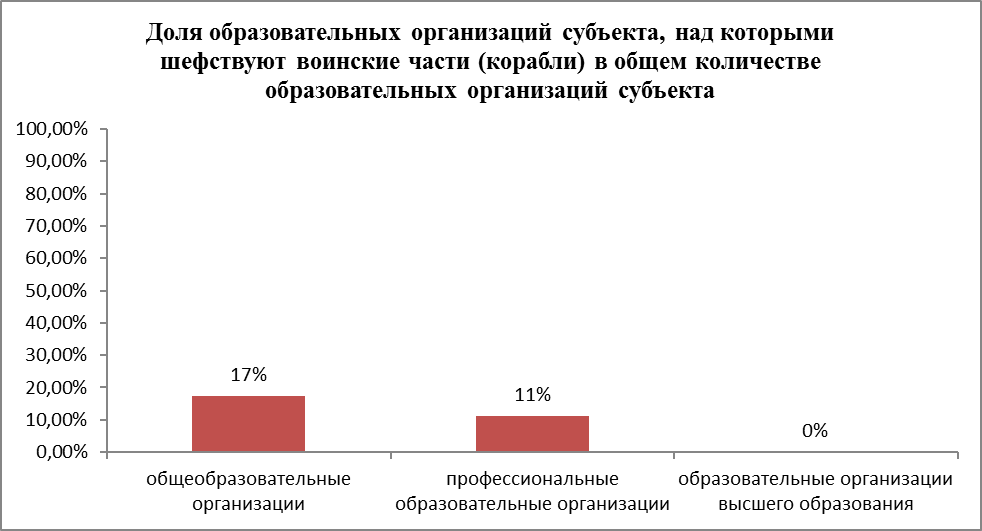 Доля образовательных организаций субъекта, над которыми
шефствуют воинские части (корабли) в общем количестве
образовательных организаций субъекта
100,00%
90,00%
80,00%
70,00%
60,00%
50,00%
40,00%
30,00%
20,00%
10,00%
0,00%
17%
11%
0%
общеобразовательные
организации
профессиональные
образовательные организации
образовательные организации
высшего образования